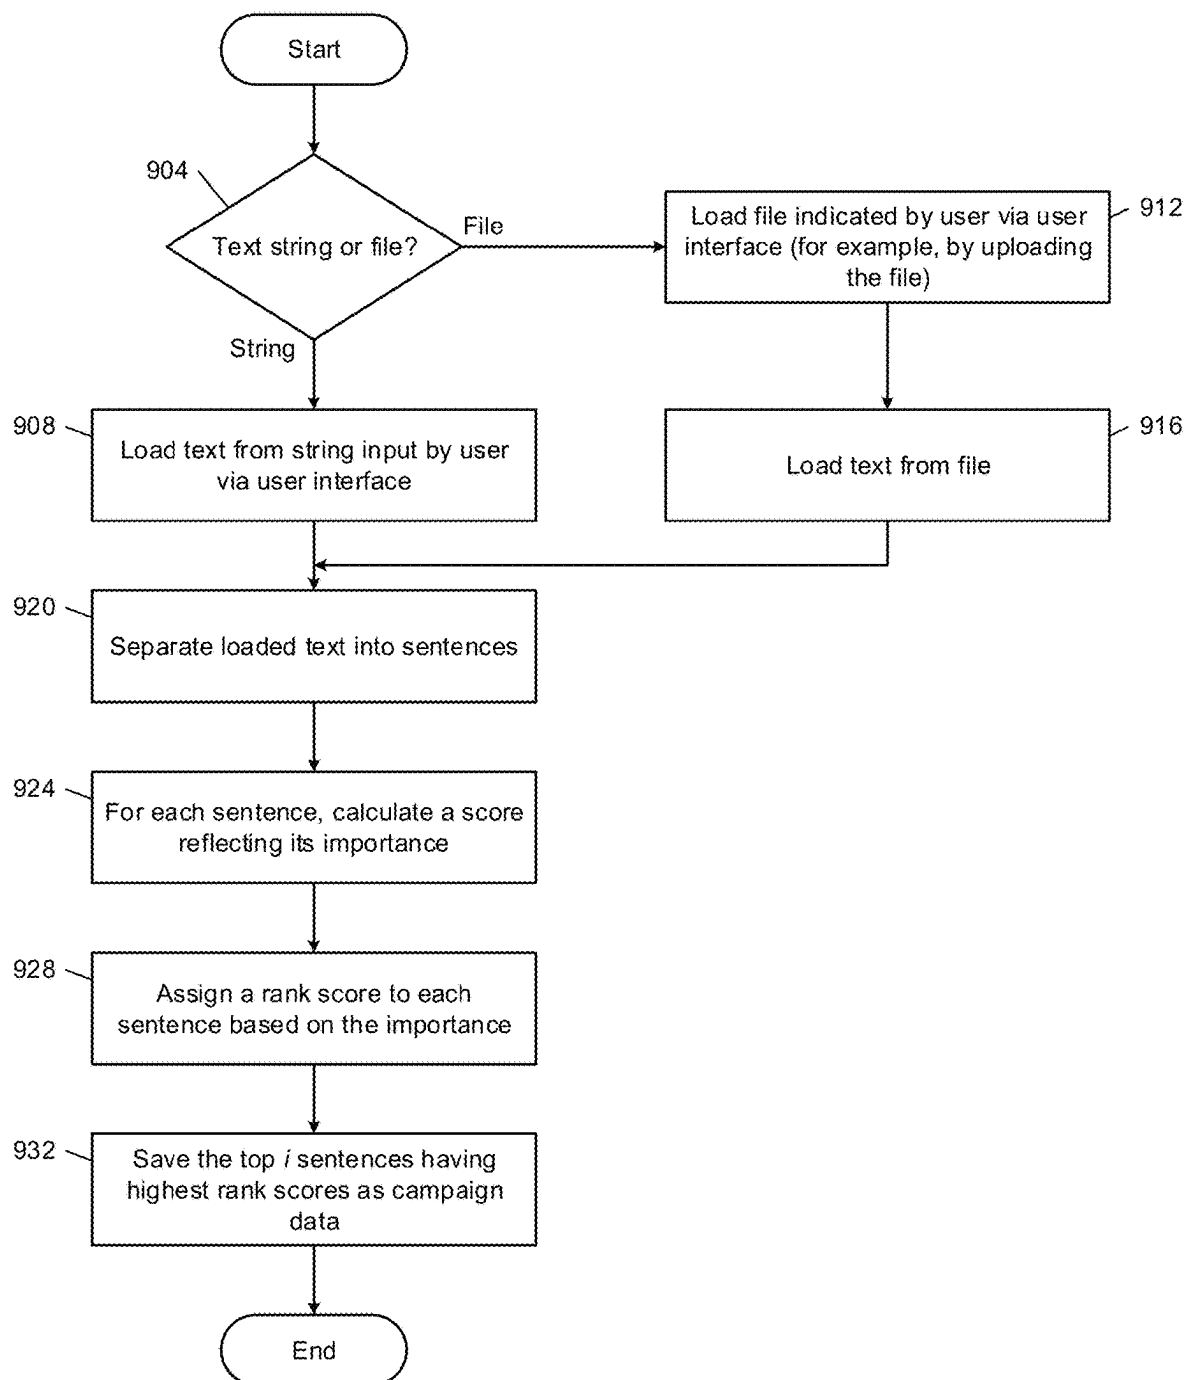 Start
904
Text string or file?
File
912
Load file indicated by user via user
interface (for example, by uploading
the file)
String
908
Load text from string input by user
via user interface
916
Load text from file
920
Separate loaded text into sentences
924
For each sentence, calculate a score
reflecting its importance
928
Assign a rank score to each
sentence based on the importance
932
Save the top i sentences having
highest rank scores as campaign
data
End